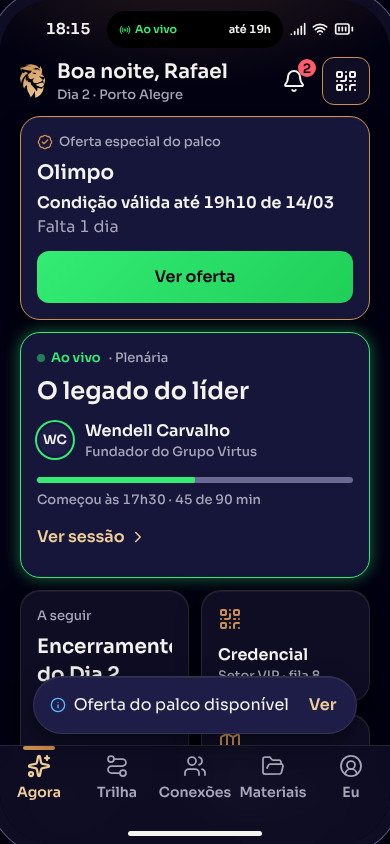 18:15
Ao vivo
até 19h
Boa noite, Rafael
Dia 2 · Porto Alegre
2
Oferta especial do palco
Olimpo
Condição válida até 19h10 de 14/03
Falta 1 dia
Ver oferta
Ao vivo · Plenária
O legado do líder
WC
Wendell Carvalho
Fundador do Grupo Virtus
Começou às 17h30 · 45 de 90 min
Ver sessão
A seguir
Encerramento
do Dia 2
Credencial
Setor VIP · fila 8
Oferta do palco disponível
Ver
Agora
Trilha
Conexões
Materiais
Eu